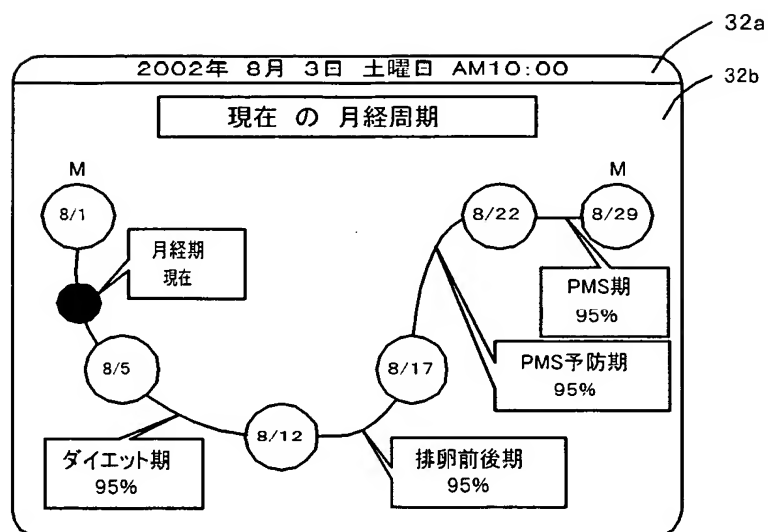 32a
2002年 8月 3日 土曜日 AM10:00
32b
現在 の 月経周期
M
M
8/1
8/22
8/29
月経期
現在
PMS期
95%
8/5
8/17
PMS予防期
95%
8/12
ダイエット期
95%
排卵前後期
95%